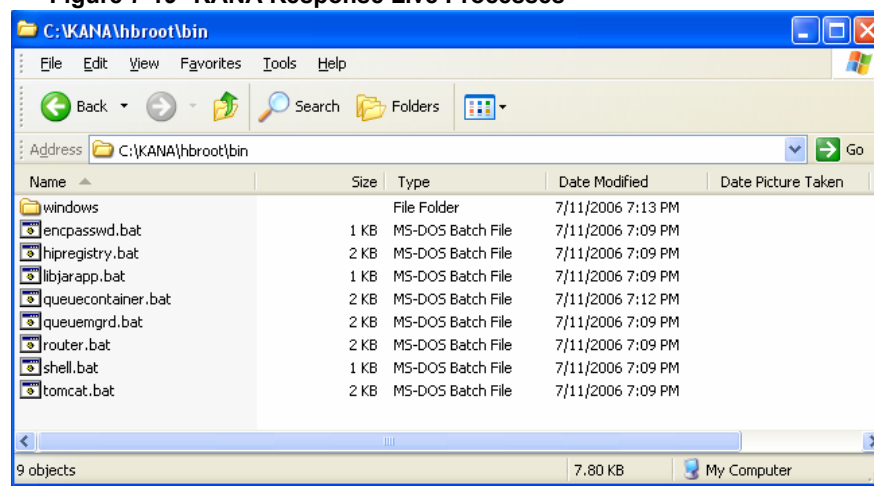 Figure 7-10 KANA Response Live Processes
C:\KANA\hbroot\bin
File Edit View Favorites Tools Help
Back Search Folders
Address C:\KANA\hbroot\bin Go
Name Size Type Date Modified Date Picture Taken
windows File Folder 7/11/2006 7:13 PM
encpasswd.bat 1 KB MS-DOS Batch File 7/11/2006 7:09 PM
hipregistry.bat 2 KB MS-DOS Batch File 7/11/2006 7:09 PM
libjarapp.bat 1 KB MS-DOS Batch File 7/11/2006 7:09 PM
queuecontainer.bat 2 KB MS-DOS Batch File 7/11/2006 7:12 PM
queuemgrd.bat 2 KB MS-DOS Batch File 7/11/2006 7:09 PM
router.bat 2 KB MS-DOS Batch File 7/11/2006 7:09 PM
shell.bat 1 KB MS-DOS Batch File 7/11/2006 7:09 PM
tomcat.bat 2 KB MS-DOS Batch File 7/11/2006 7:09 PM
9 objects 7.80 KB My Computer